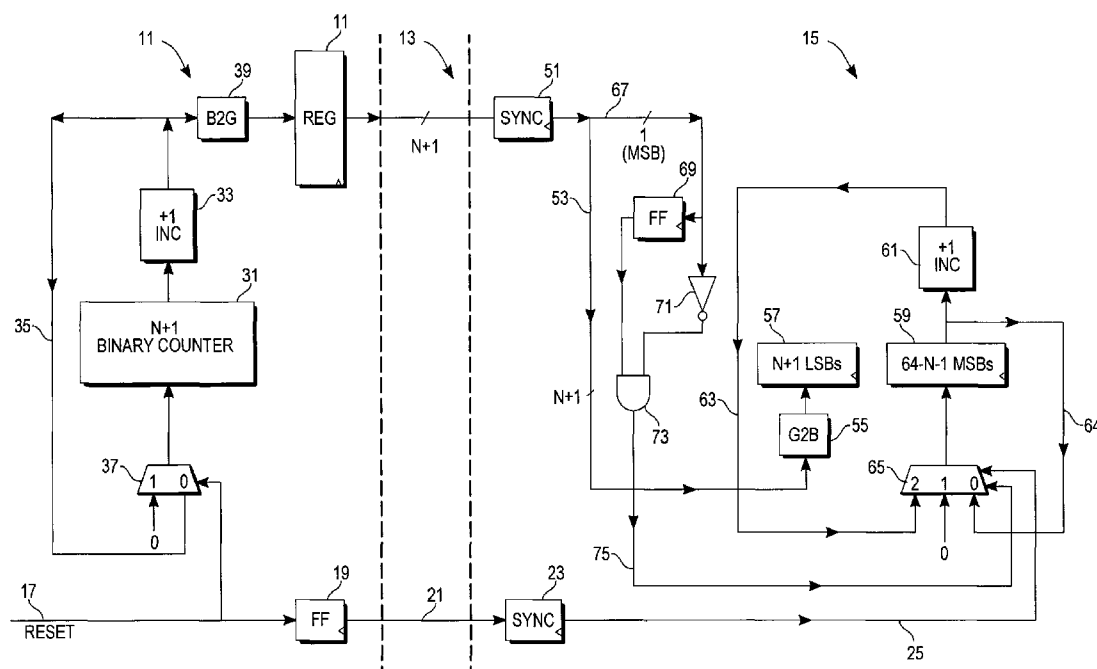 11
11
13
15
39
B2G
REG
51
SYNC
67
N+1
1
(MSB)
69
FF
53
33
+1
INC
61
+1
INC
71
31
N+1
BINARY COUNTER
35
57
N+1 LSBs
59
64-N-1 MSBs
N+1
73
63
G2B
55
64
37
1 0
65
2 1 0
0
0
75
17
RESET
19
FF
21
23
SYNC
25